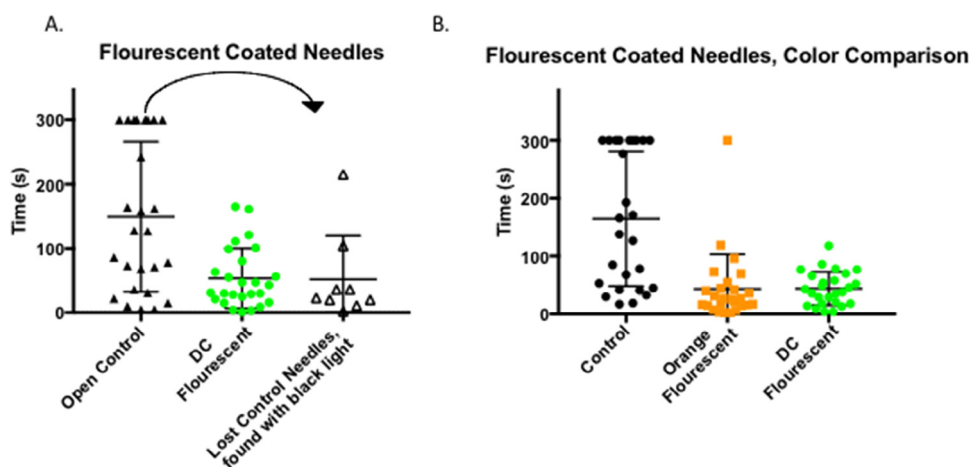 A.
Flourescent Coated Needles
Time (s)
300
200
100
0
Open Control
DC
Flourescent
Lost Control Needles,
found with black light
B.
Flourescent Coated Needles, Color Comparison
Time (s)
300
200
100
0
Control
Orange
Flourescent
DC
Flourescent